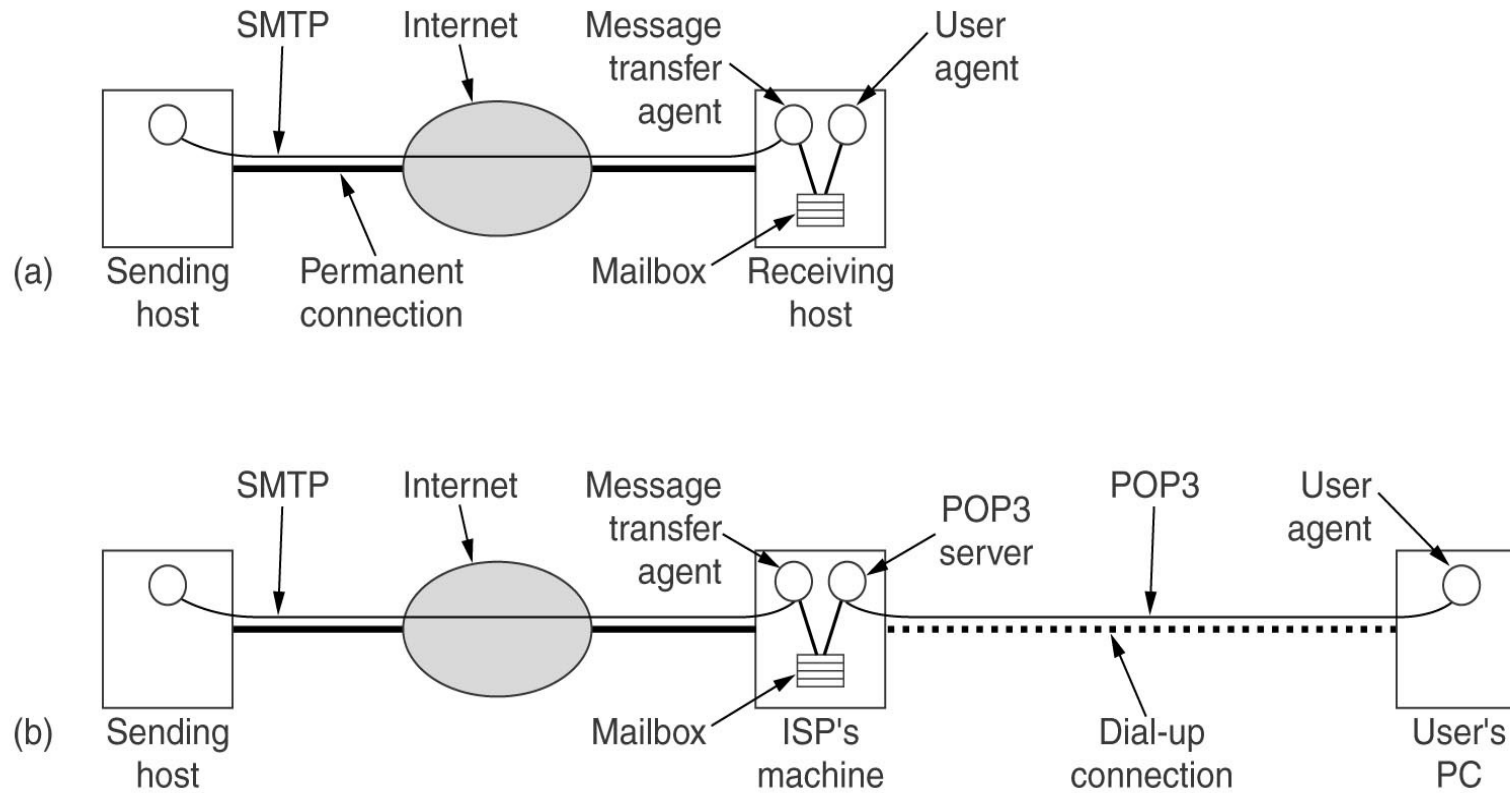 SMTP
Internet
Message
transfer
agent
User
agent
(a)
Sending
host
Permanent
connection
Mailbox
Receiving
host
SMTP
Internet
Message
transfer
agent
POP3
server
POP3
User
agent
(b)
Sending
host
Mailbox
ISP's
machine
Dial-up
connection
User's
PC